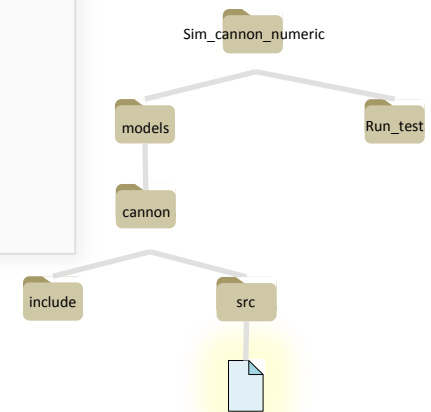 Sim_cannon_numeric
models
Run_test
cannon
include
src